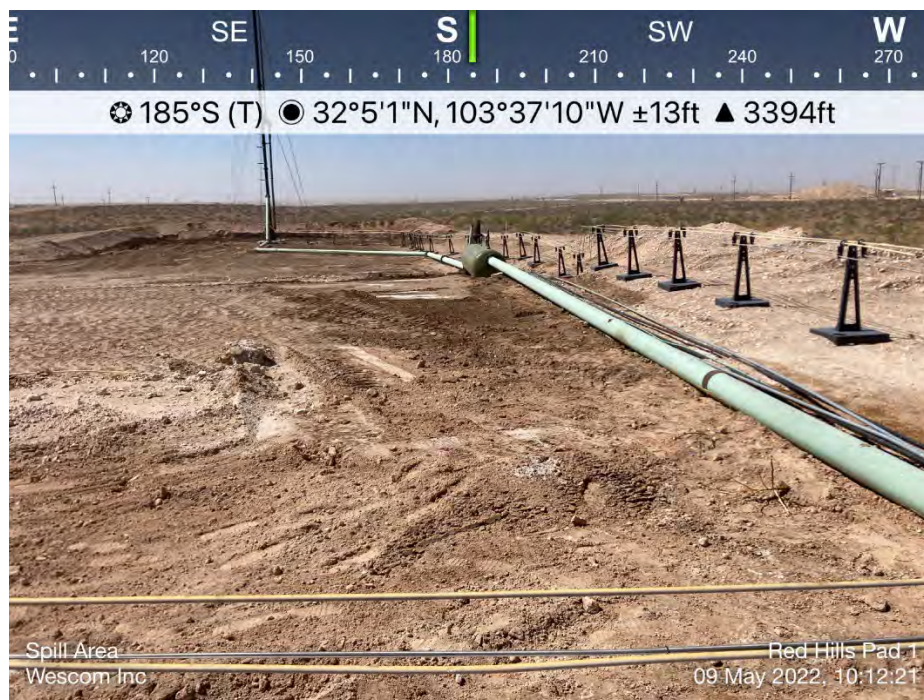 E SE S SW W
0 120 150 180 210 240 270
185°S (T) 32°5'1"N, 103°37'10"W ±13ft ▲ 3394ft
Spill Area
Wescom Inc
Red Hills Pad 1
09 May 2022, 10:12:21